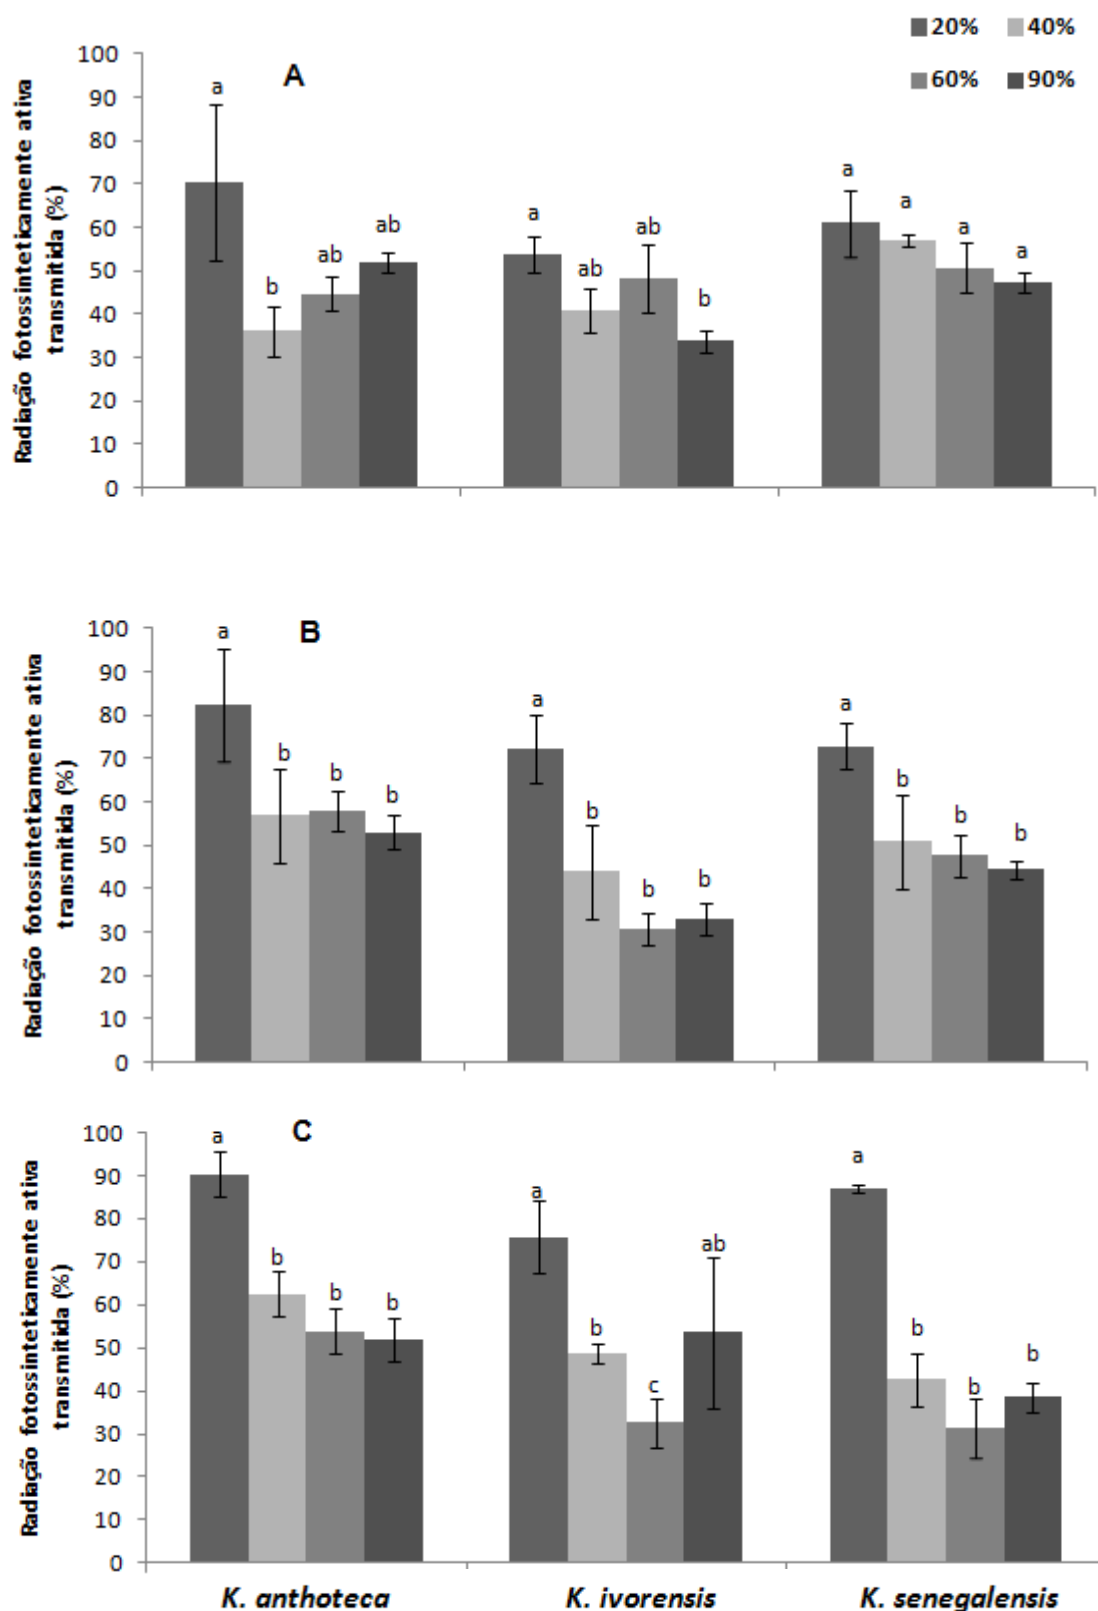 20% 40%
60% 90%
A
Radiação fotossinteticamente ativa
transmitida (%)
100
90
80
70
60
50
40
30
20
10
0
a b ab ab
a ab ab b
a a a a
B
Radiação fotossinteticamente ativa
transmitida (%)
100
90
80
70
60
50
40
30
20
10
0
a b b b
a b b b
a b b b
C
Radiação fotossinteticamente ativa
transmitida (%)
100
90
80
70
60
50
40
30
20
10
0
a b b b
a b c ab
a b b b
K. anthoteca K. ivorensis K. senegalensis